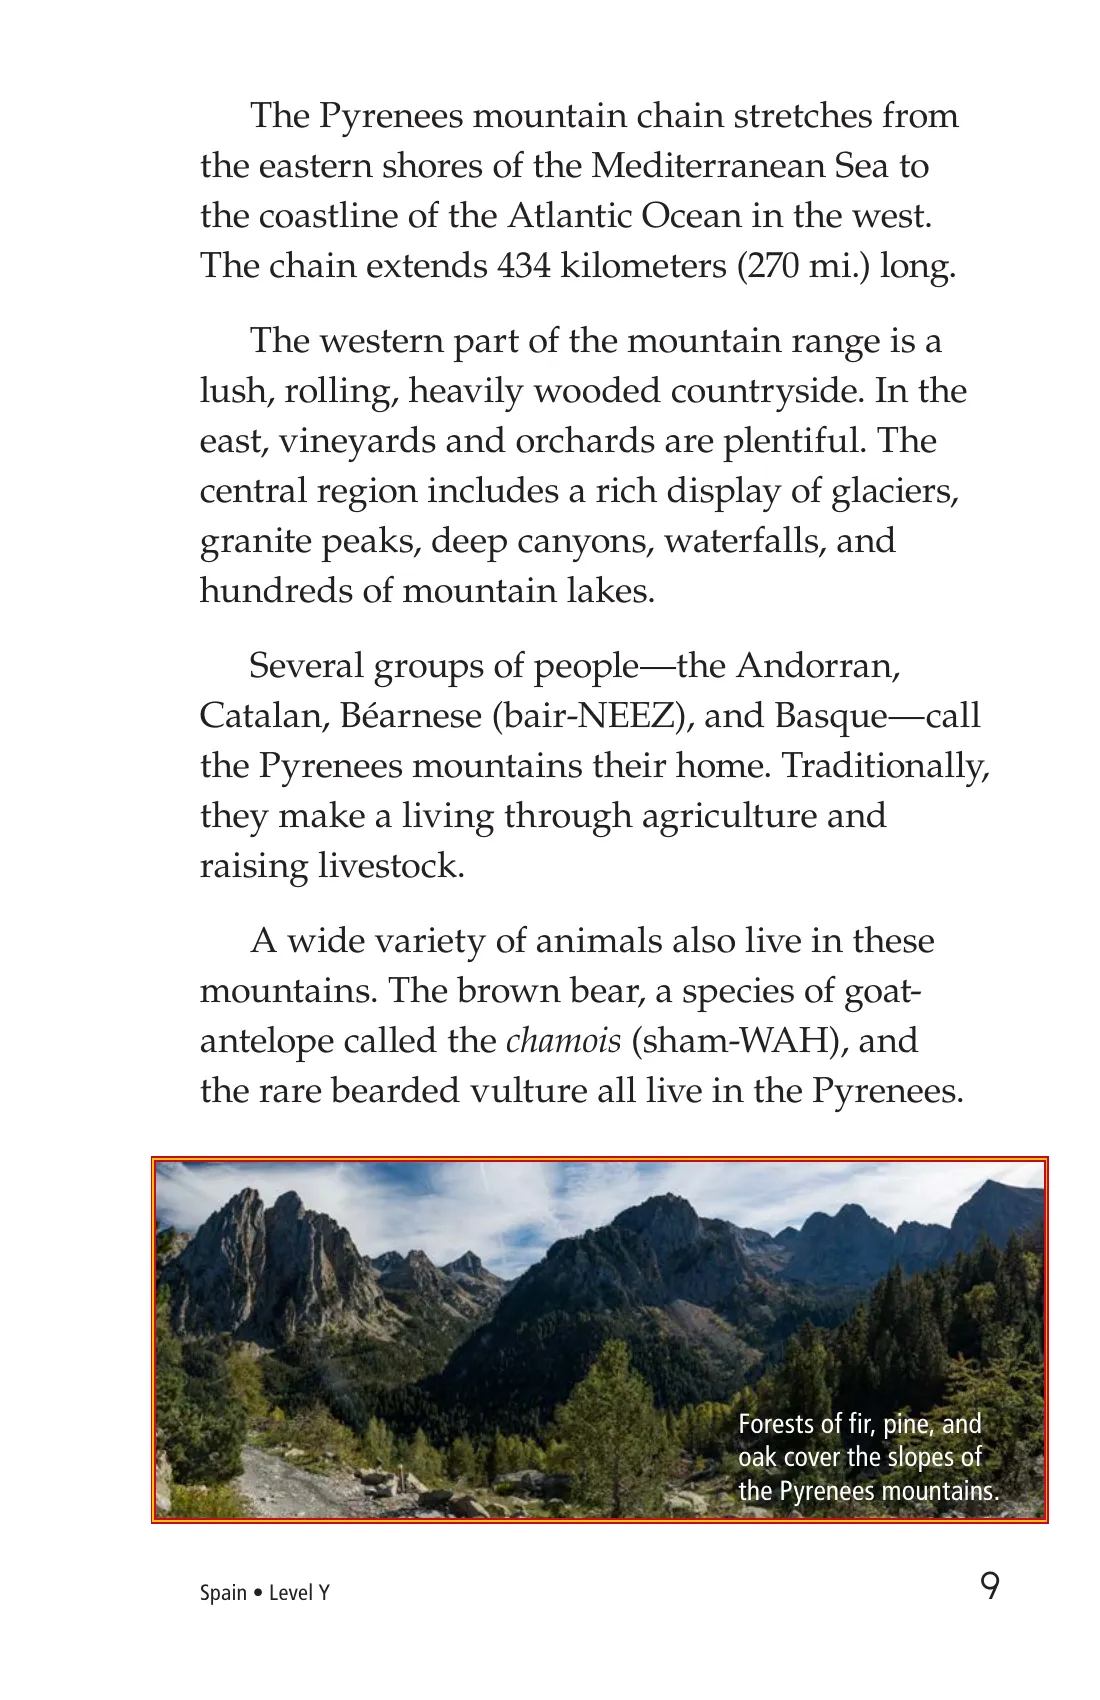 The Pyrenees mountain chain stretches from
the eastern shores of the Mediterranean Sea to
the coastline of the Atlantic Ocean in the west.
The chain extends 434 kilometers (270 mi.) long.
The western part of the mountain range is a
lush, rolling, heavily wooded countryside. In the
east, vineyards and orchards are plentiful. The
central region includes a rich display of glaciers,
granite peaks, deep canyons, waterfalls, and
hundreds of mountain lakes.
Several groups of people—the Andorran,
Catalan, Béarnese (bair-NEEZ), and Basque—call
the Pyrenees mountains their home. Traditionally,
they make a living through agriculture and
raising livestock.
A wide variety of animals also live in these
mountains. The brown bear, a species of goat-
antelope called the chamois (sham-WAH), and
the rare bearded vulture all live in the Pyrenees.
Forests of fir, pine, and
oak cover the slopes of
the Pyrenees mountains.
Spain • Level Y
9